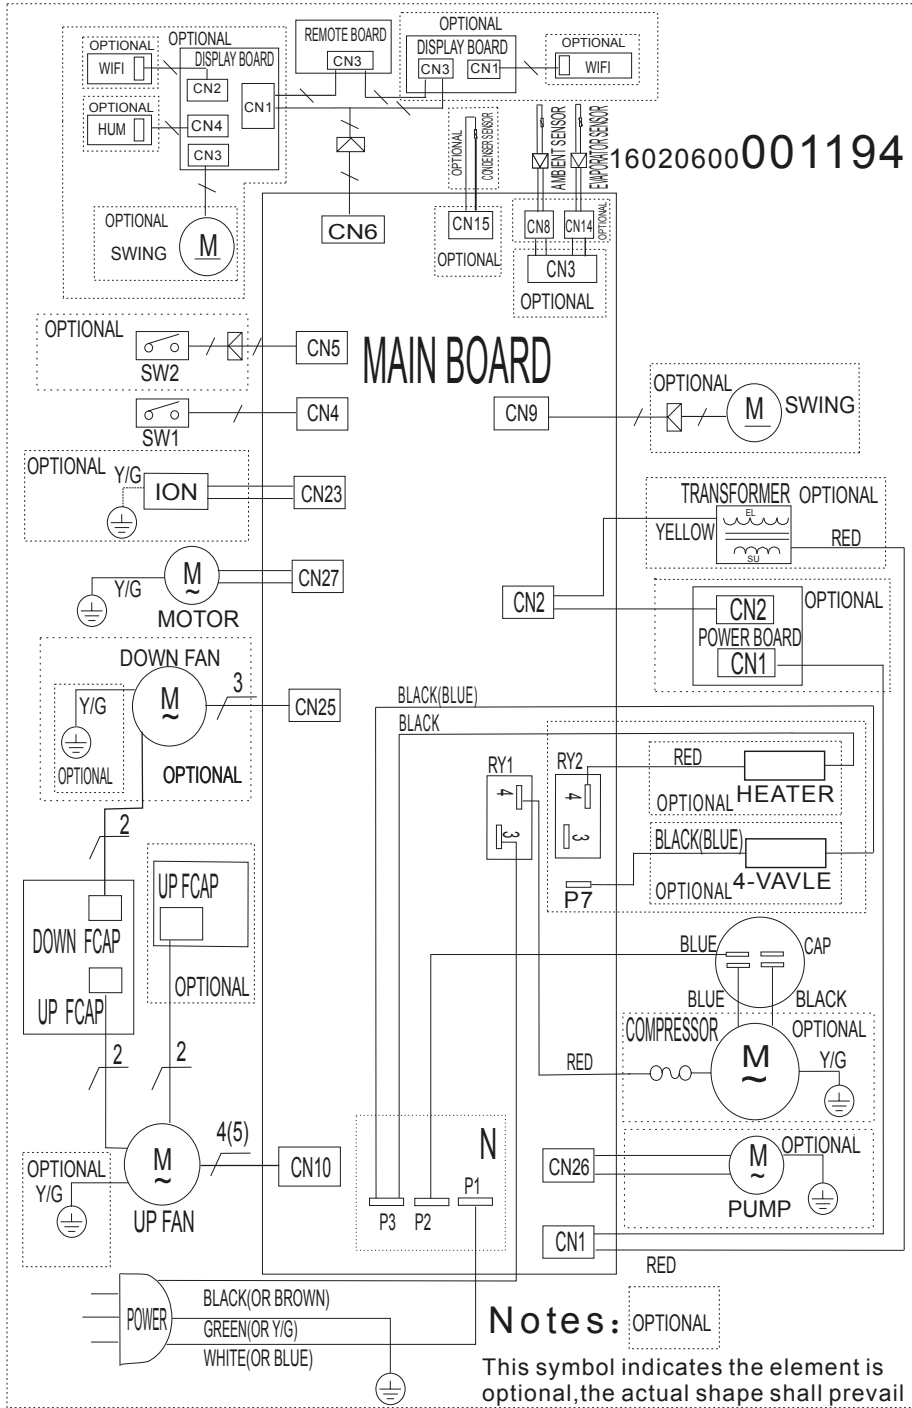 OPTIONAL
OPTIONAL
WIFI
OPTIONAL
DISPLAY BOARD
CN2
CN1
OPTIONAL
HUM
CN4
CN3
OPTIONAL
SWING
M
REMOTE BOARD
CN3
OPTIONAL
DISPLAY BOARD
CN3
CN1
OPTIONAL
WIFI
CN6
OPTIONAL
CONDENSER SENSOR
CN15
OPTIONAL
AMBIENT SENSOR
EVAPORATOR SENSOR
CN8
CN14
OPTIONAL
CN3
OPTIONAL
16020600001194
OPTIONAL
SW2
CN5
MAIN BOARD
SW1
CN4
CN9
OPTIONAL
M
SWING
OPTIONAL
Y/G
ION
CN23
TRANSFORMER OPTIONAL
EL
YELLOW
SU
RED
M
~
Y/G
MOTOR
CN27
CN2
CN2
OPTIONAL
POWER BOARD
CN1
DOWN FAN
M
~
3
CN25
Y/G
OPTIONAL
OPTIONAL
BLACK(BLUE)
BLACK
RY1
4
3
RY2
4
3
RED
OPTIONAL
HEATER
BLACK(BLUE)
OPTIONAL
4-VAVLE
P7
2
DOWN FCAP
UP FCAP
UP FCAP
OPTIONAL
BLUE
CAP
BLUE
BLACK
COMPRESSOR
OPTIONAL
M
~
Y/G
RED
2
2
4(5)
CN10
OPTIONAL
Y/G
M
~
UP FAN
N
P3
P2
P1
CN26
M
~
OPTIONAL
PUMP
CN1
RED
POWER
BLACK(OR BROWN)
GREEN(OR Y/G)
WHITE(OR BLUE)
Notes: OPTIONAL
This symbol indicates the element is
optional,the actual shape shall prevail